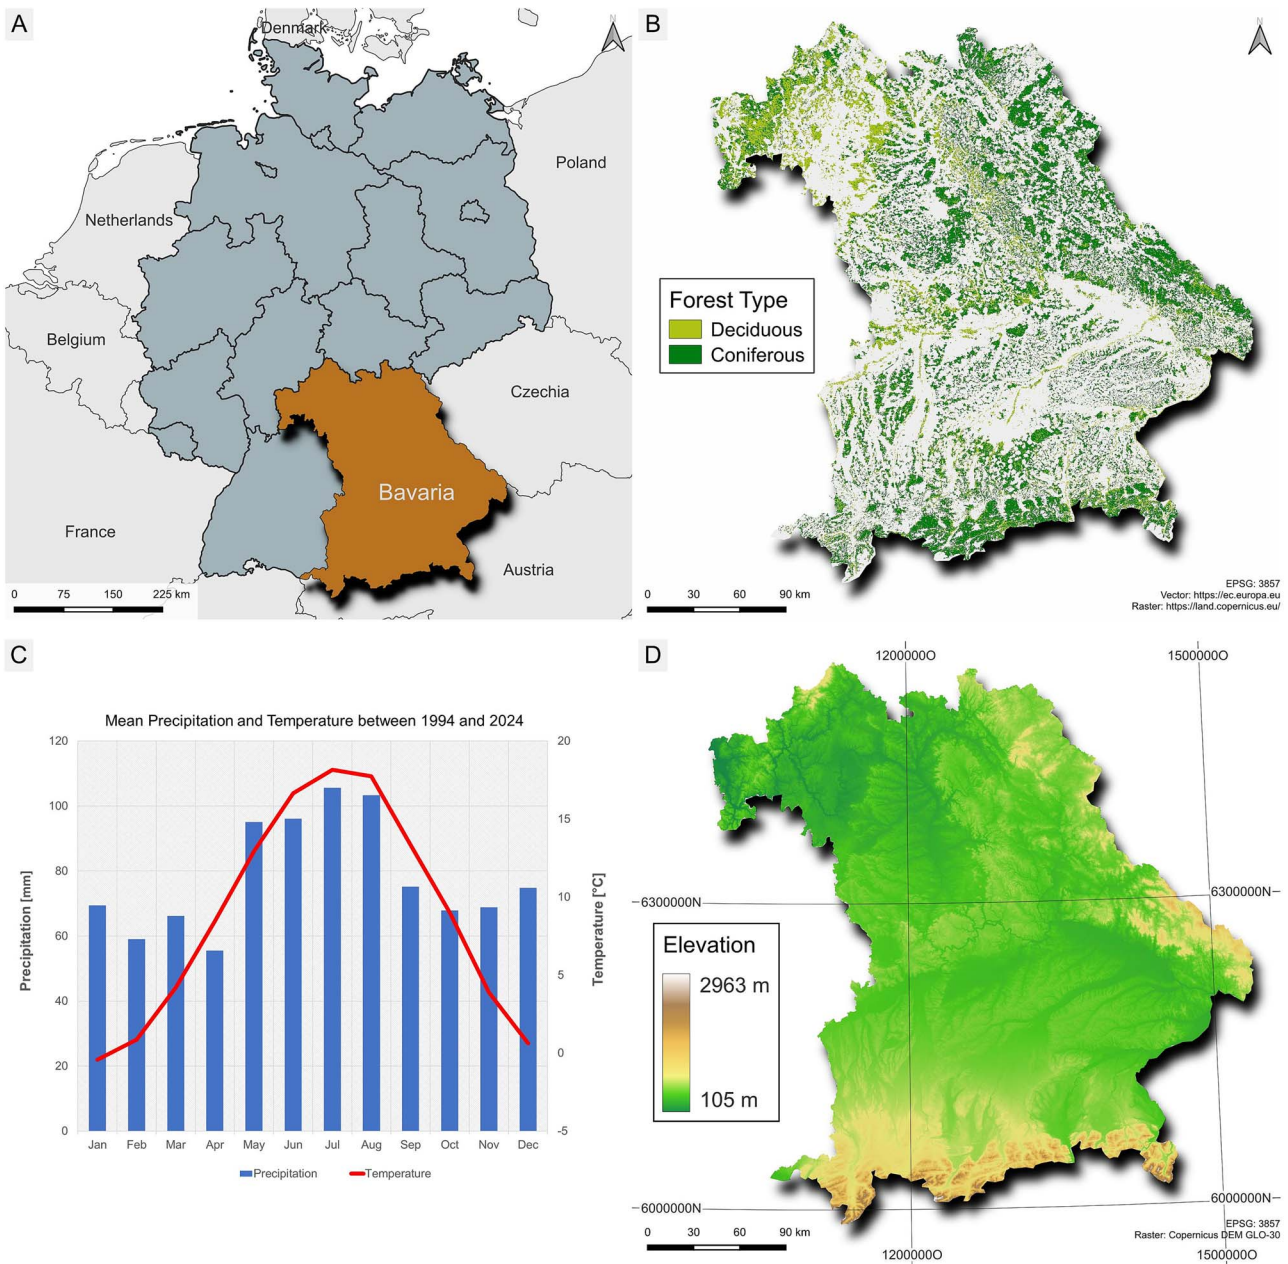 A
N
Denmark
Poland
Netherlands
Belgium
Czechia
Bavaria
France
Austria
0 75 150 225 km
B
N
Forest Type
Deciduous
Coniferous
EPSG: 3857
Vector: https://ec.europa.eu
Raster: https://land.copernicus.eu/
0 30 60 90 km
C
Mean Precipitation and Temperature between 1994 and 2024
Precipitation [mm]
120
100
80
60
40
20
0
20
15
10
5
0
-5
Temperature [°C]
Jan Feb Mar Apr May Jun Jul Aug Sep Oct Nov Dec
Precipitation Temperature
D
1200000O 1500000O
6300000N 6300000N
Elevation
2963 m
105 m
6000000N 6000000N
EPSG: 3857
Raster: Copernicus DEM GLO-30
0 30 60 90 km
1200000O 1500000O